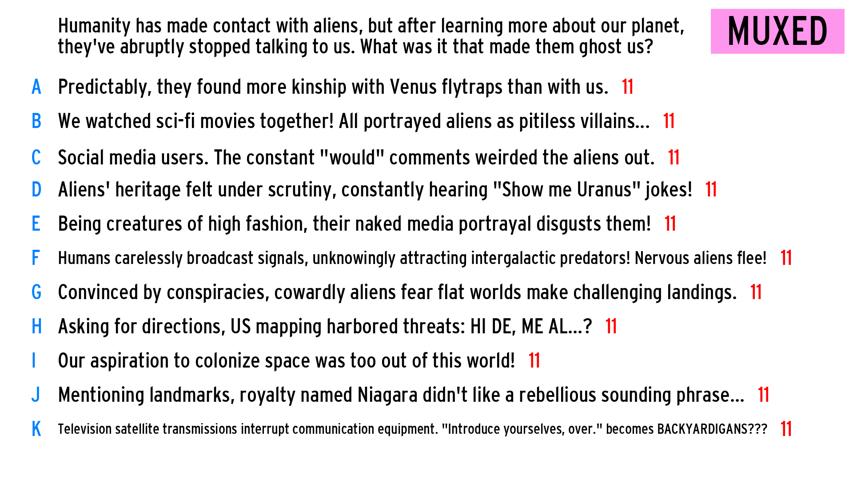 Humanity has made contact with aliens, but after learning more about our planet,
they've abruptly stopped talking to us. What was it that made them ghost us?
MUXED
A Predictably, they found more kinship with Venus flytraps than with us. 11
B We watched sci-fi movies together! All portrayed aliens as pitiless villains... 11
C Social media users. The constant "would" comments weirded the aliens out. 11
D Aliens' heritage felt under scrutiny, constantly hearing "Show me Uranus" jokes! 11
E Being creatures of high fashion, their naked media portrayal disgusts them! 11
F Humans carelessly broadcast signals, unknowingly attracting intergalactic predators! Nervous aliens flee! 11
G Convinced by conspiracies, cowardly aliens fear flat worlds make challenging landings. 11
H Asking for directions, US mapping harbored threats: HI DE, ME AL...? 11
I Our aspiration to colonize space was too out of this world! 11
J Mentioning landmarks, royalty named Niagara didn't like a rebellious sounding phrase... 11
K Television satellite transmissions interrupt communication equipment. "Introduce yourselves, over." becomes BACKYARDIGANS??? 11